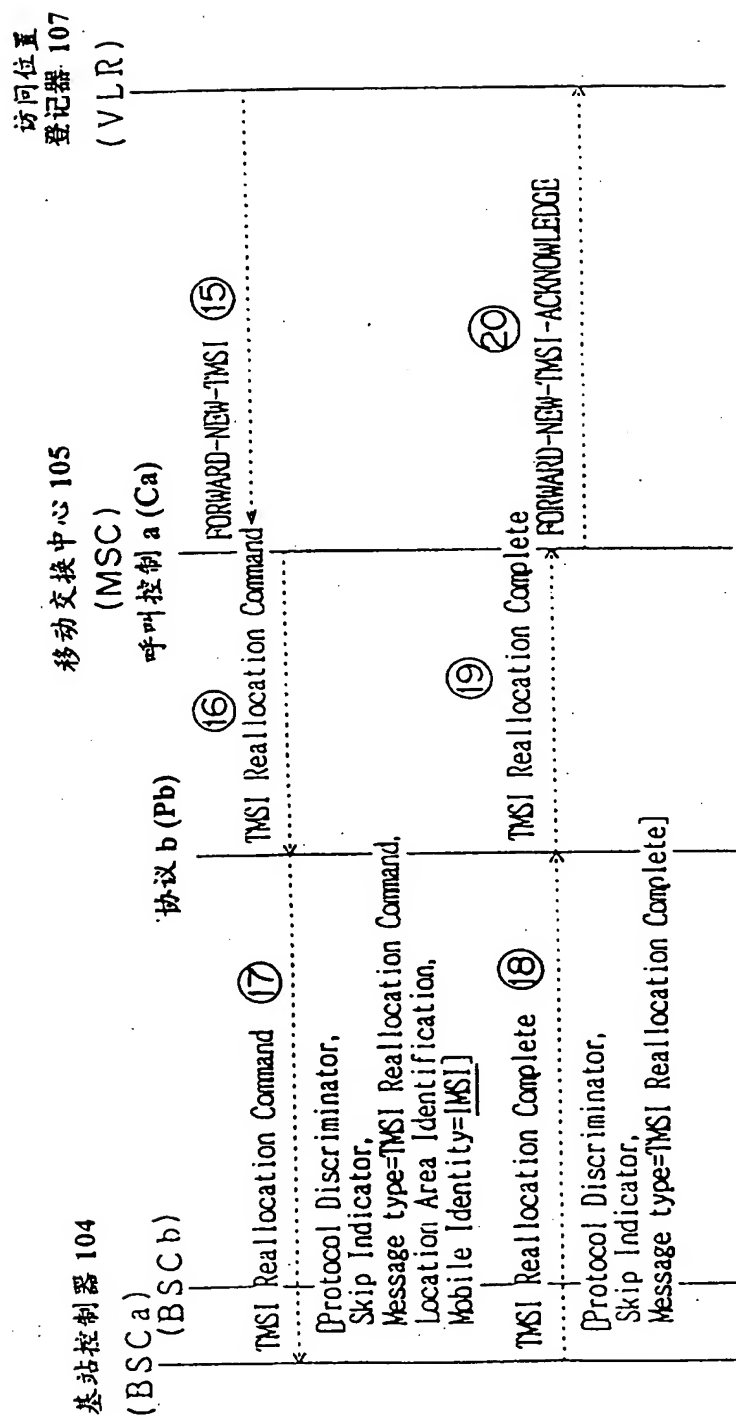 基站控制器 104
(BSCa)
(BSCb)
协议 b (Pb)
移动交换中心 105
(MSC)
呼叫控制 a (Ca)
访问位置
登记器 107
(VLR)
FORWARD-NEW-TMSI ⑮
⑯
TMSI Reallocation Command
TMSI Reallocation Command ⑰
[Protocol Discriminator,
Skip Indicator,
Message type=TMSI Reallocation Command,
Location Area Identification,
Mobile Identity=IMSI]
TMSI Reallocation Complete ⑱
⑲
TMSI Reallocation Complete
⑳
FORWARD-NEW-TMSI-ACKNOWLEDGE
[Protocol Discriminator,
Skip Indicator,
Message type=TMSI Reallocation Complete]